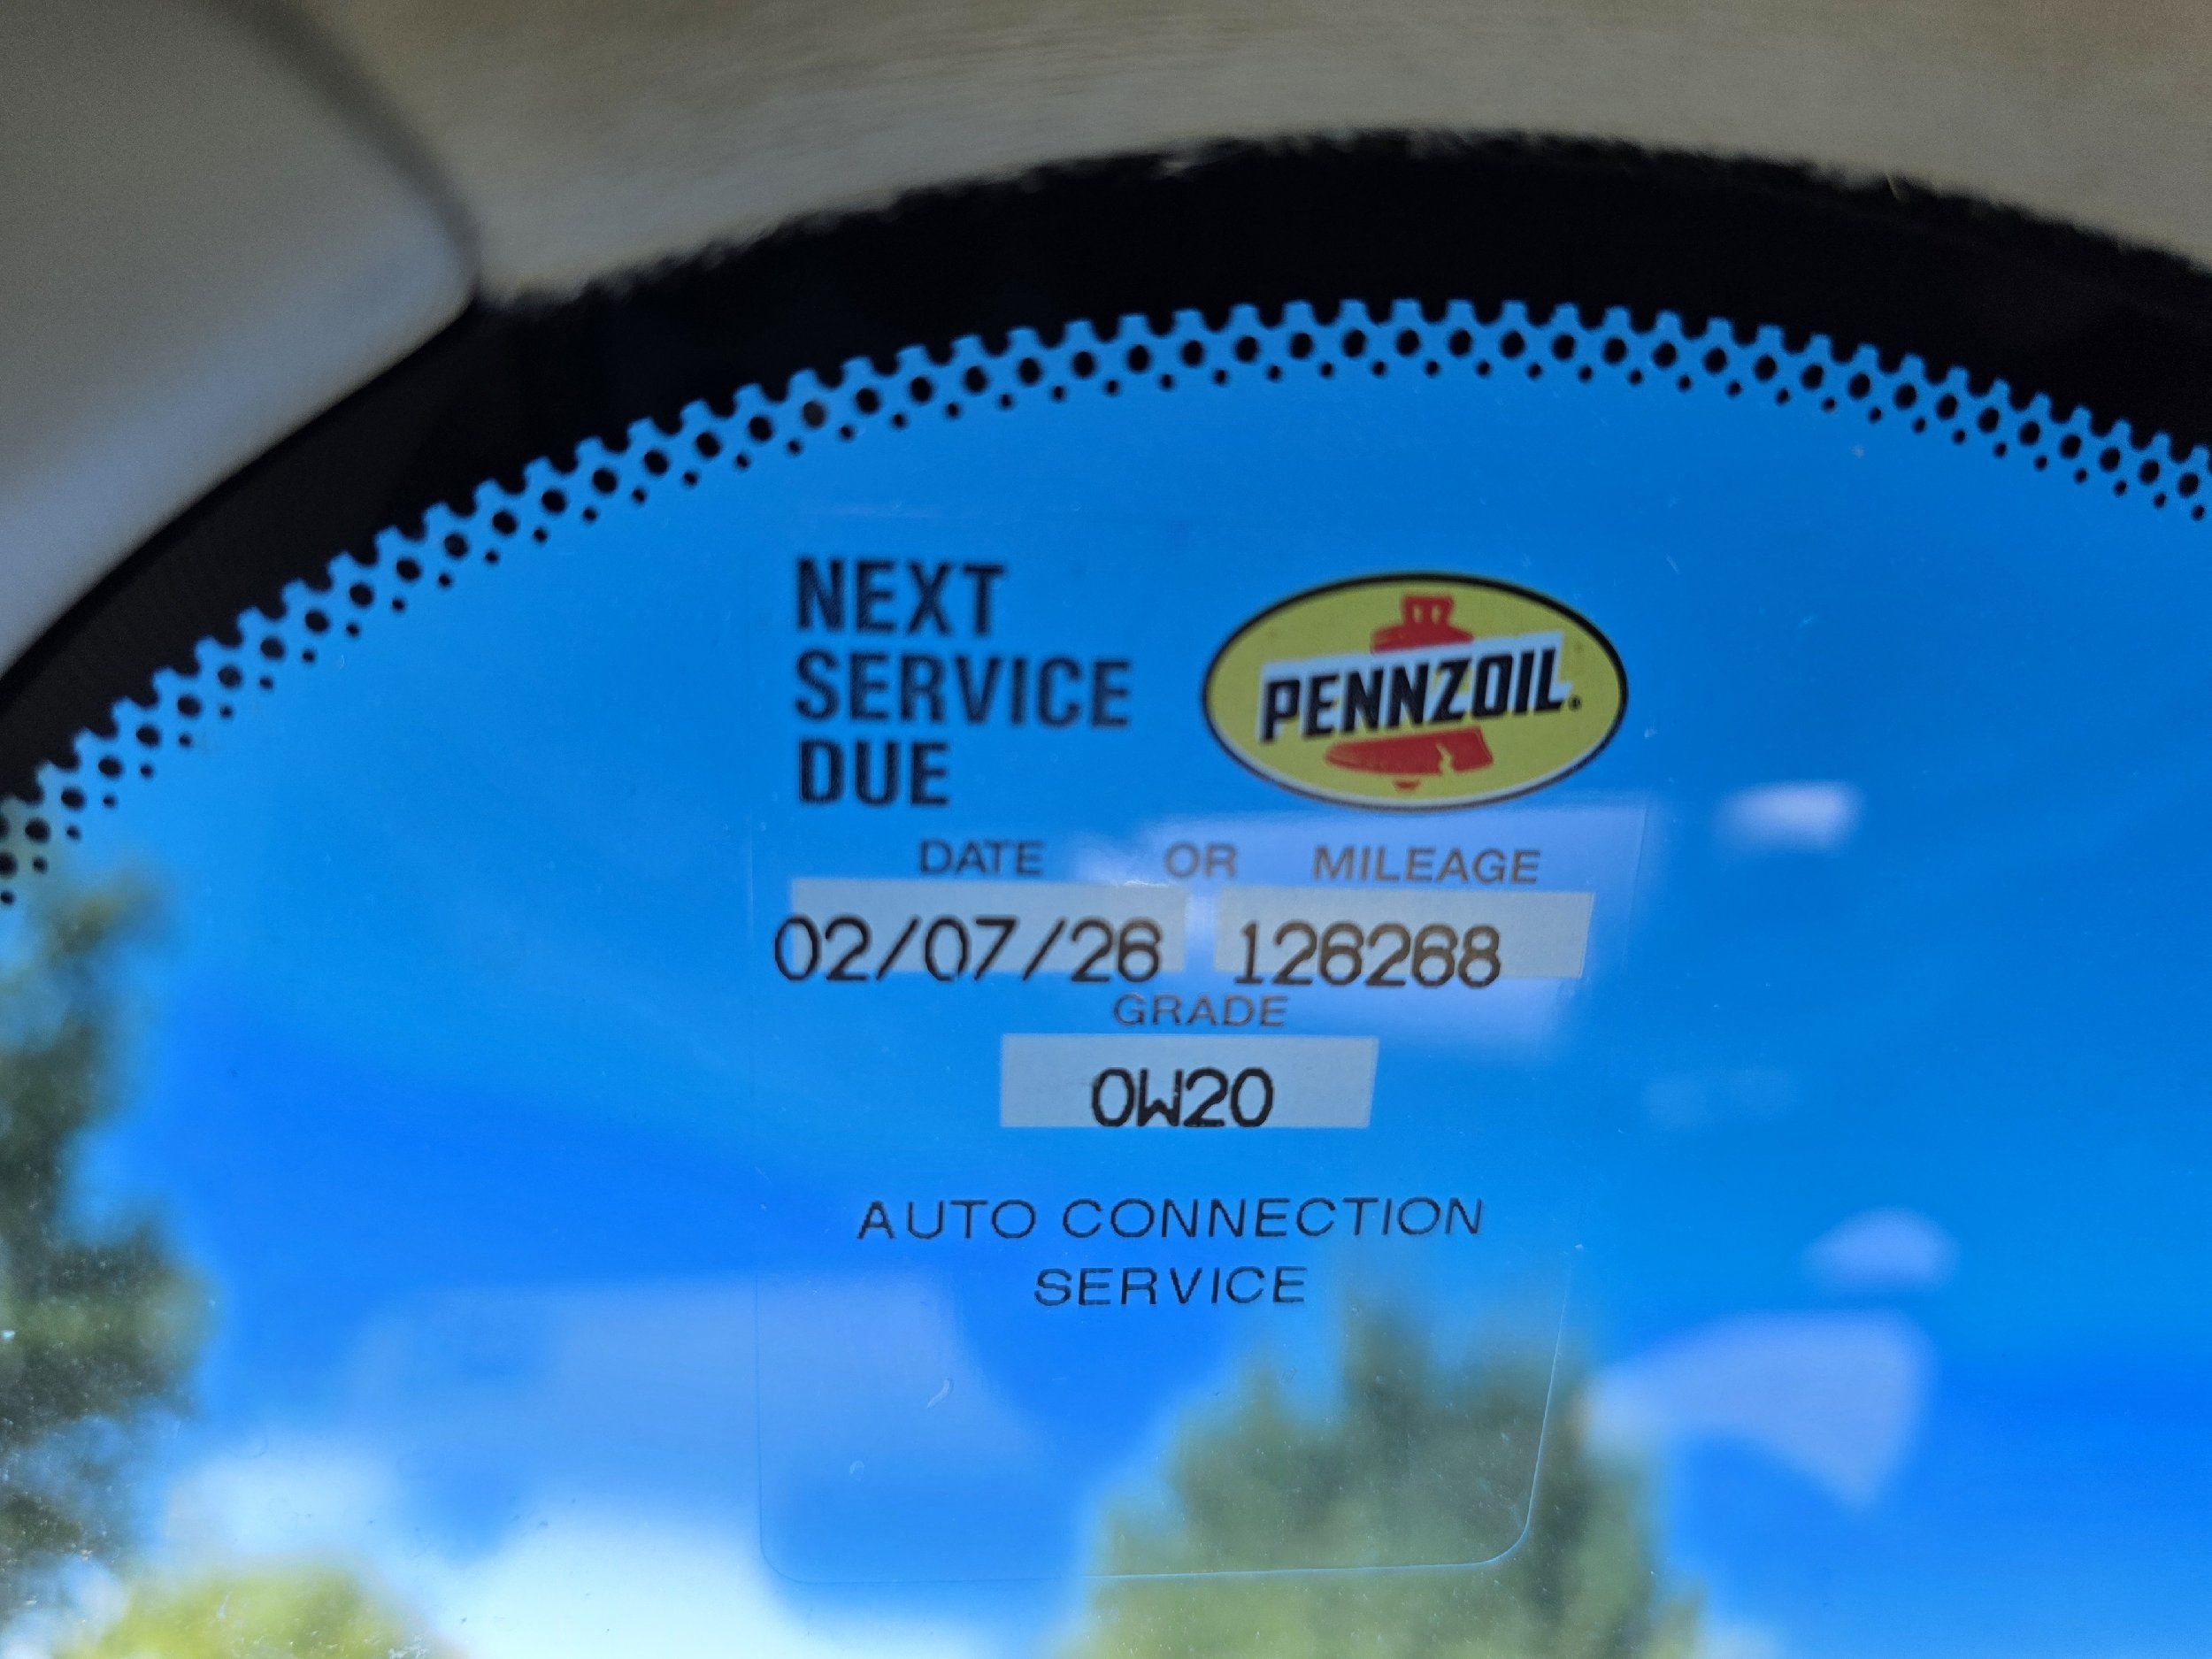 NEXT
SERVICE
DUE
PENNZOIL.
DATE OR MILEAGE
02/07/26 126268
GRADE
0W20
AUTO CONNECTION
SERVICE